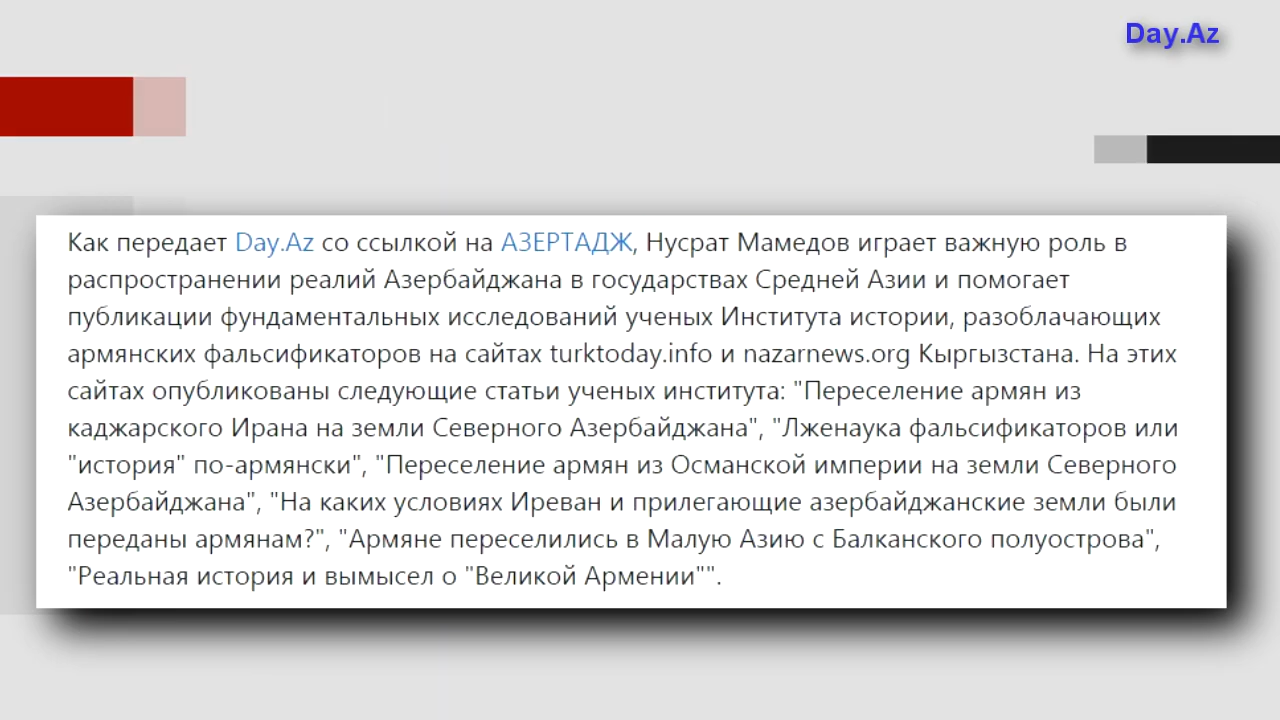 Day.Az
Как передает Day.Az со ссылкой на АЗЕРТАДЖ, Нусрат Мамедов играет важную роль в
распространении реалий Азербайджана в государствах Средней Азии и помогает
публикации фундаментальных исследований ученых Института истории, разоблачающих
армянских фальсификаторов на сайтах turktoday.info и nazarnews.org Кыргызстана. На этих
сайтах опубликованы следующие статьи ученых института: "Переселение армян из
каджарского Ирана на земли Северного Азербайджана", "Лженаука фальсификаторов или
"история" по-армянски", "Переселение армян из Османской империи на земли Северного
Азербайджана", "На каких условиях Иреван и прилегающие азербайджанские земли были
переданы армянам?", "Армяне переселились в Малую Азию с Балканского полуострова",
"Реальная история и вымысел о "Великой Армении"".